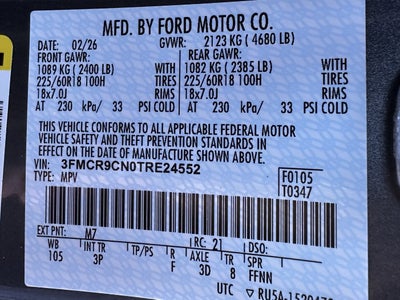 MFD. BY FORD MOTOR CO.
DATE: 02/26 GVWR: 2123 KG (4680 LB)
FRONT GAWR: REAR GAWR:
1089 KG (2400 LB) WITH 1082 KG (2385 LB) WITH
225/60R18 100H TIRES 225/60R18 100H TIRES
18x7.0J RIMS 18x7.0J RIMS
AT 230 kPa/ 33 PSI COLD AT 230 kPa/ 33 PSI COLD
THIS VEHICLE CONFORMS TO ALL APPLICABLE FEDERAL MOTOR
VEHICLE SAFETY AND THEFT PREVENTION STANDARDS IN
EFFECT ON THE DATE OF MANUFACTURE SHOWN ABOVE.
VIN: 3FMCR9CN0TRE24552 F0105
TYPE: MPV T0347
EXT PNT: M7 RC: 21 DSO:
WB INT TR TP/PS R AXLE TR SPR
105 3P F 3D 8 FFNN
UTC